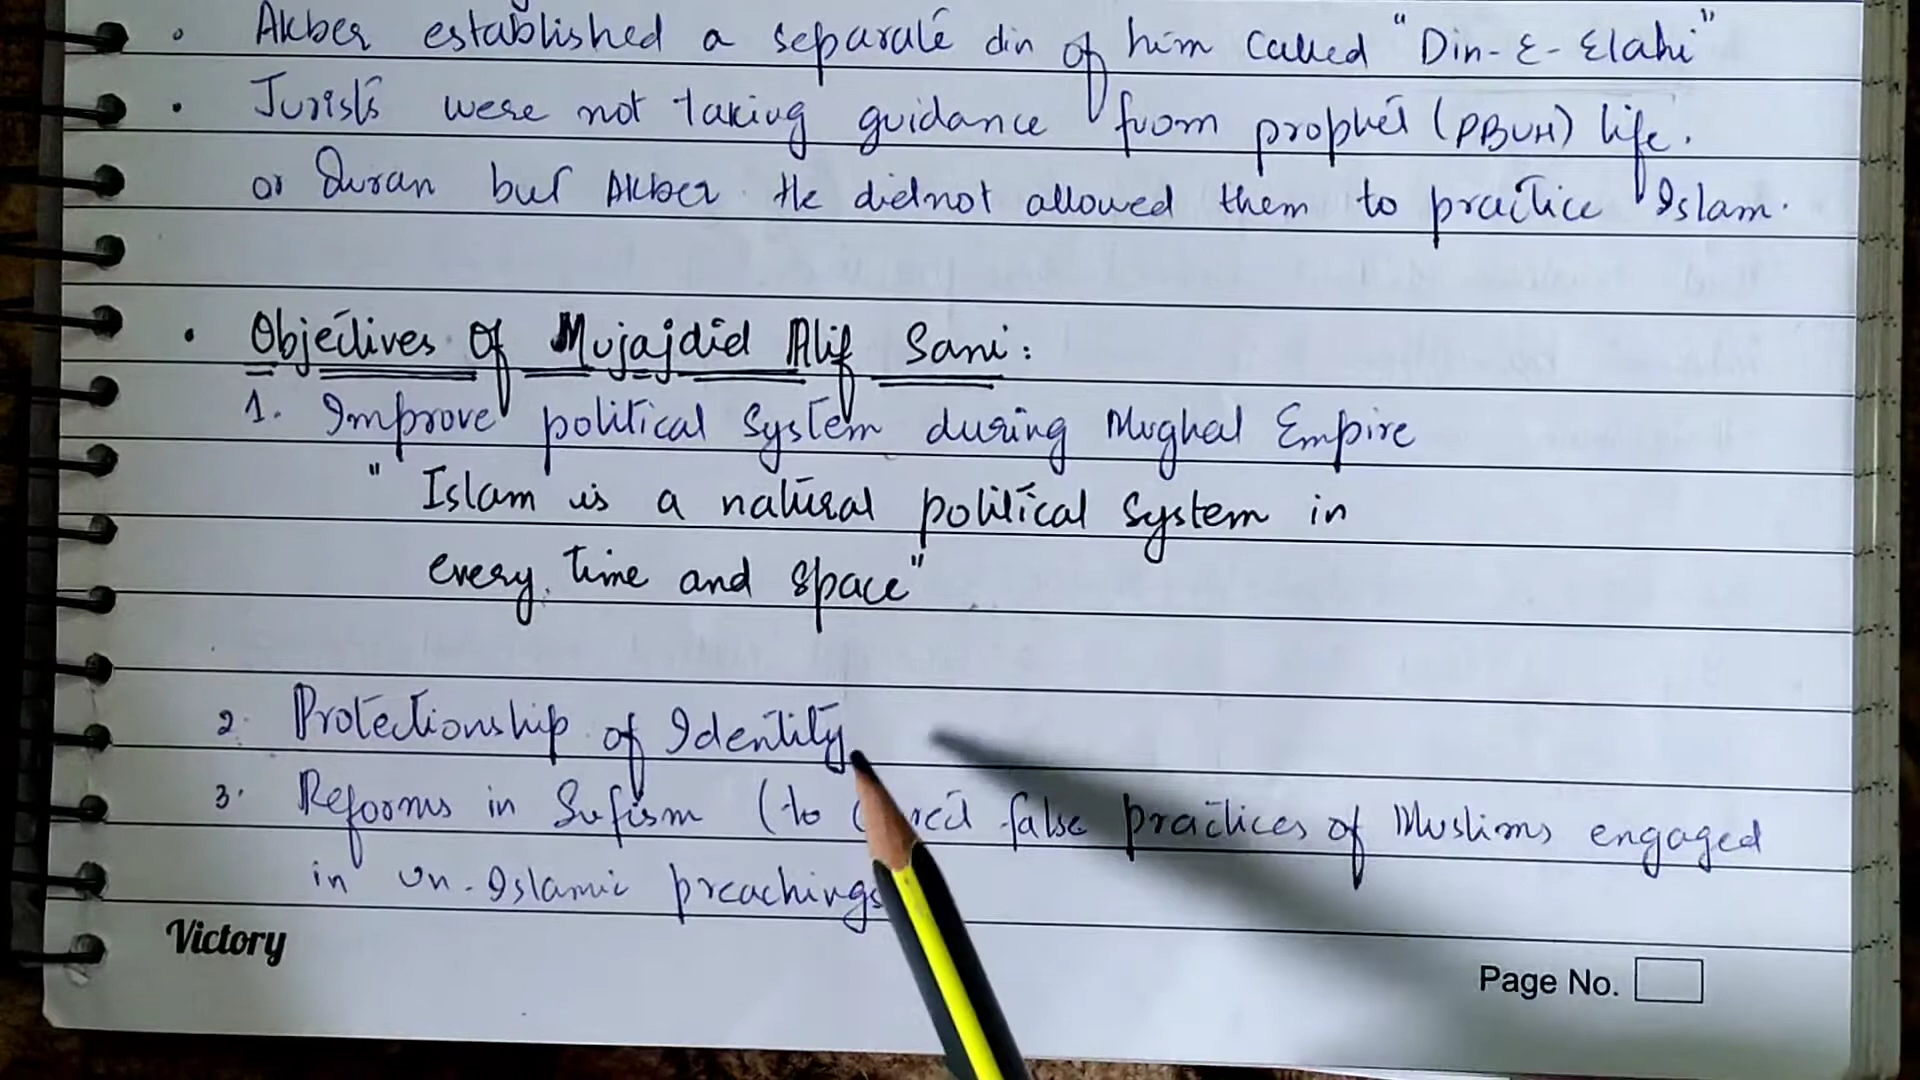 Akber established a separate din of him called "Din-E-Elahi"
Jurists were not taking guidance from prophet (PBUH) life.
or Quran but Akber He didnot allowed them to practice Islam.
Objectives of Mujajdid Alif Sani:
1. Improve political system during Mughal Empire
" Islam is a natural political system in
every time and space"
2. Protectionship of Identity
3. Reforms in Sufism (to false practices of Muslims engaged
in un-Islamic preachings
Victory
Page No.